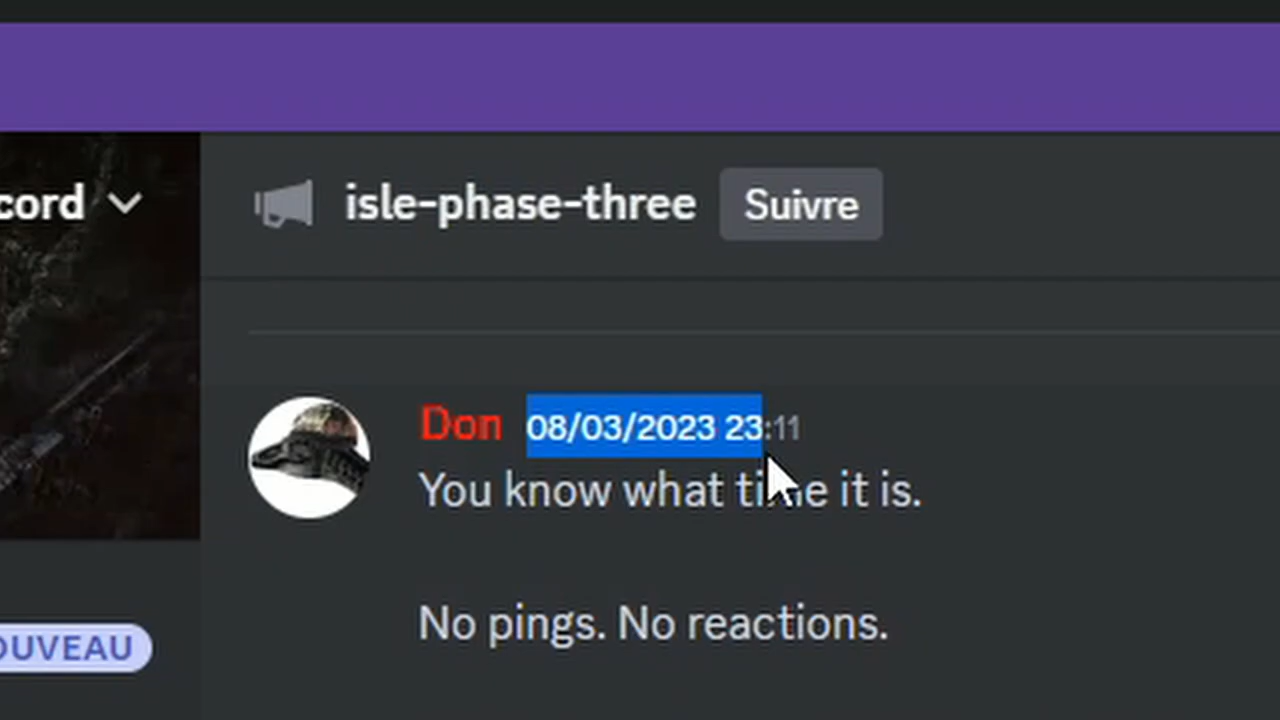 cord
isle-phase-three Suivre
Don 08/03/2023 23:11
You know what time it is.
No pings. No reactions.
OUVEAU